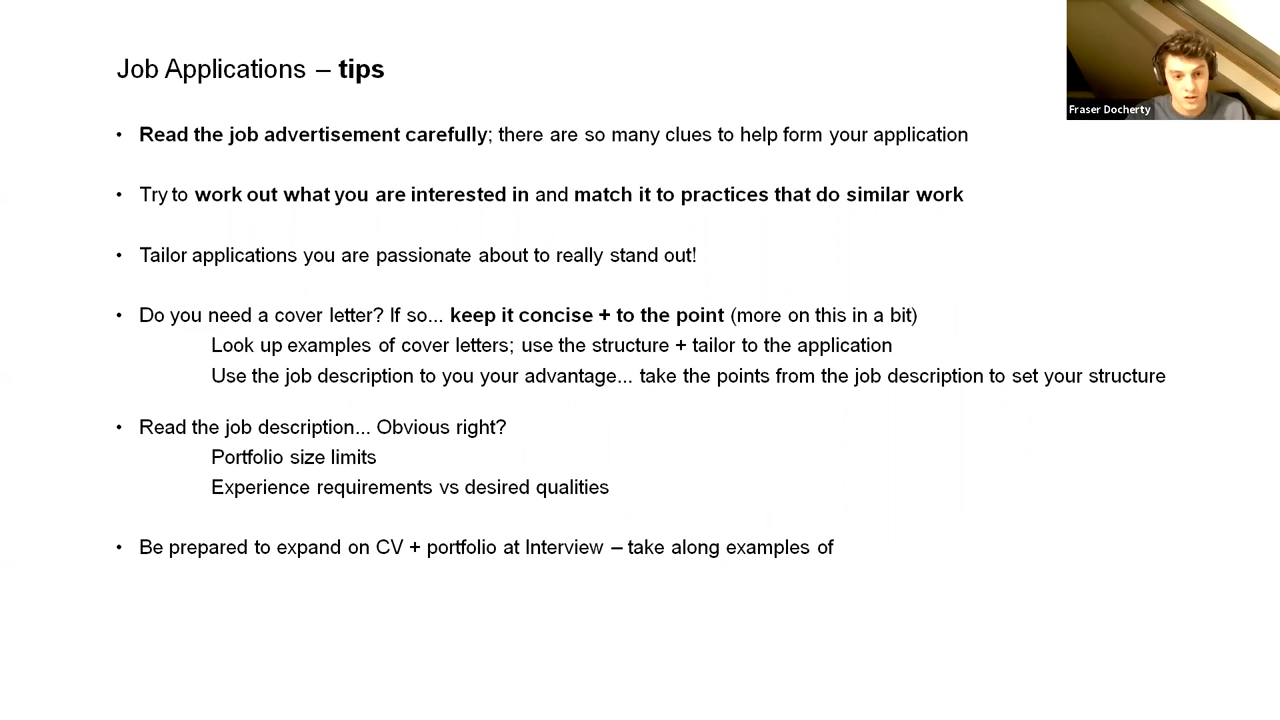 Job Applications – tips
• Read the job advertisement carefully; there are so many clues to help form your application
• Try to work out what you are interested in and match it to practices that do similar work
• Tailor applications you are passionate about to really stand out!
• Do you need a cover letter? If so... keep it concise + to the point (more on this in a bit)
Look up examples of cover letters; use the structure + tailor to the application
Use the job description to you your advantage... take the points from the job description to set your structure
• Read the job description... Obvious right?
Portfolio size limits
Experience requirements vs desired qualities
• Be prepared to expand on CV + portfolio at Interview – take along examples of
Fraser Docherty